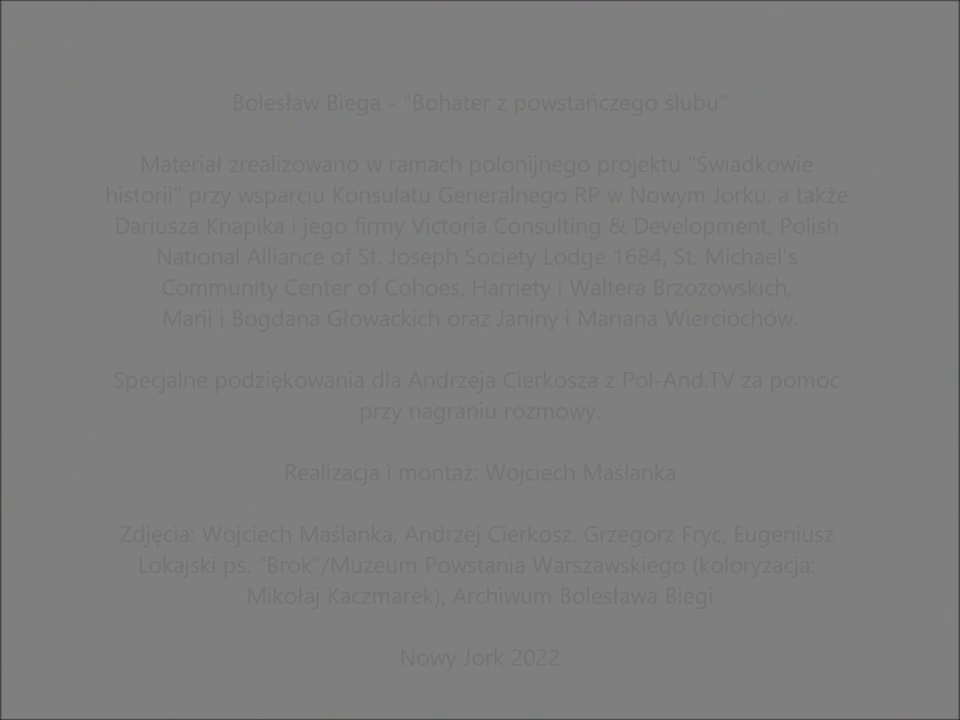 Bolesław Biega - "Bohater z powstańczego ślubu"
Materiał zrealizowano w ramach polonijnego projektu "Świadkowie
historii" przy wsparciu Konsulatu Generalnego RP w Nowym Jorku, a także
Dariusza Knapika i jego firmy Victoria Consulting & Development, Polish
National Alliance of St. Joseph Society Lodge 1684, St. Michael's
Community Center of Cohoes, Harriety i Waltera Brzozowskich,
Marii i Bogdana Głowackich oraz Janiny i Mariana Wierciochów.
Specjalne podziękowania dla Andrzeja Cierkosza z Pol-And.TV za pomoc
przy nagraniu rozmowy.
Realizacja i montaż: Wojciech Maślanka
Zdjęcia: Wojciech Maślanka, Andrzej Cierkosz, Grzegorz Fryc, Eugeniusz
Lokajski ps. "Brok"/Muzeum Powstania Warszawskiego (koloryzacja:
Mikołaj Kaczmarek), Archiwum Bolesława Biegi
Nowy Jork 2022